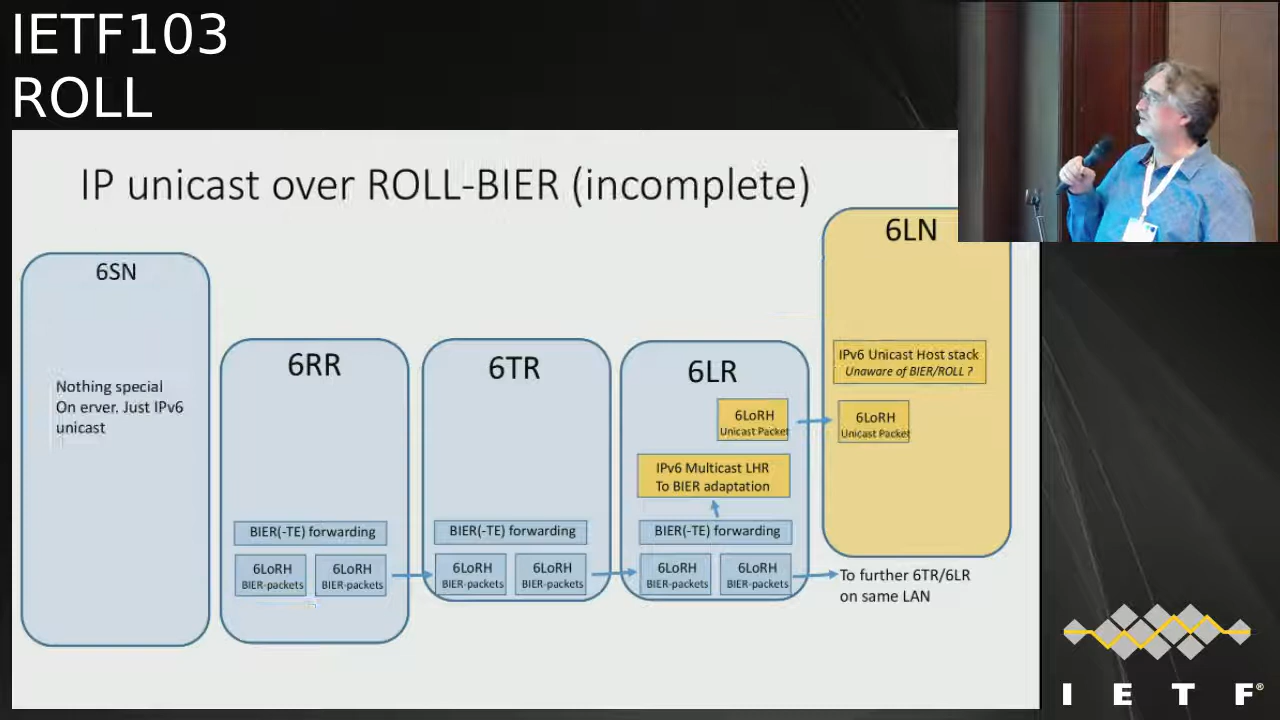 IETF103
ROLL
IP unicast over ROLL-BIER (incomplete)
6SN
Nothing special
On erver. Just IPv6
unicast
6RR
BIER(-TE) forwarding
6LoRH
BIER-packets
6LoRH
BIER-packets
6TR
BIER(-TE) forwarding
6LoRH
BIER-packets
6LoRH
BIER-packets
6LR
6LoRH
Unicast Packet
IPv6 Multicast LHR
To BIER adaptation
BIER(-TE) forwarding
6LoRH
BIER-packets
6LoRH
BIER-packets
6LN
IPv6 Unicast Host stack
Unaware of BIER/ROLL ?
6LoRH
Unicast Packet
To further 6TR/6LR
on same LAN
I E T F®